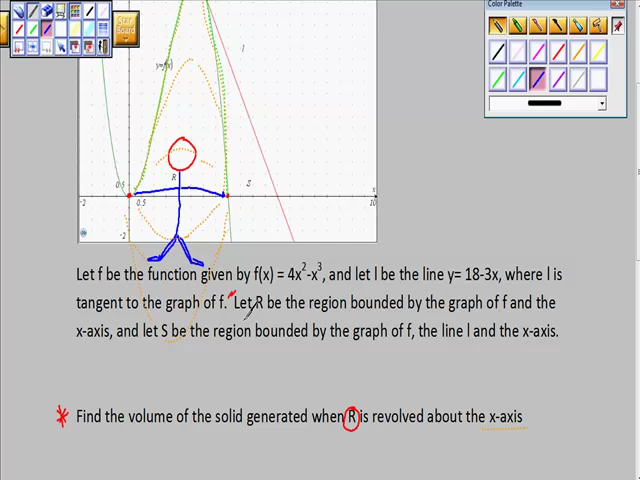 Color Palette
Start Board
l
y=f(x)
R
0.5
S
x
-2
0.5
10
-2
Let f be the function given by f(x) = 4x²-x³, and let l be the line y= 18-3x, where l is
tangent to the graph of f. Let R be the region bounded by the graph of f and the
x-axis, and let S be the region bounded by the graph of f, the line l and the x-axis.
Find the volume of the solid generated when R is revolved about the x-axis